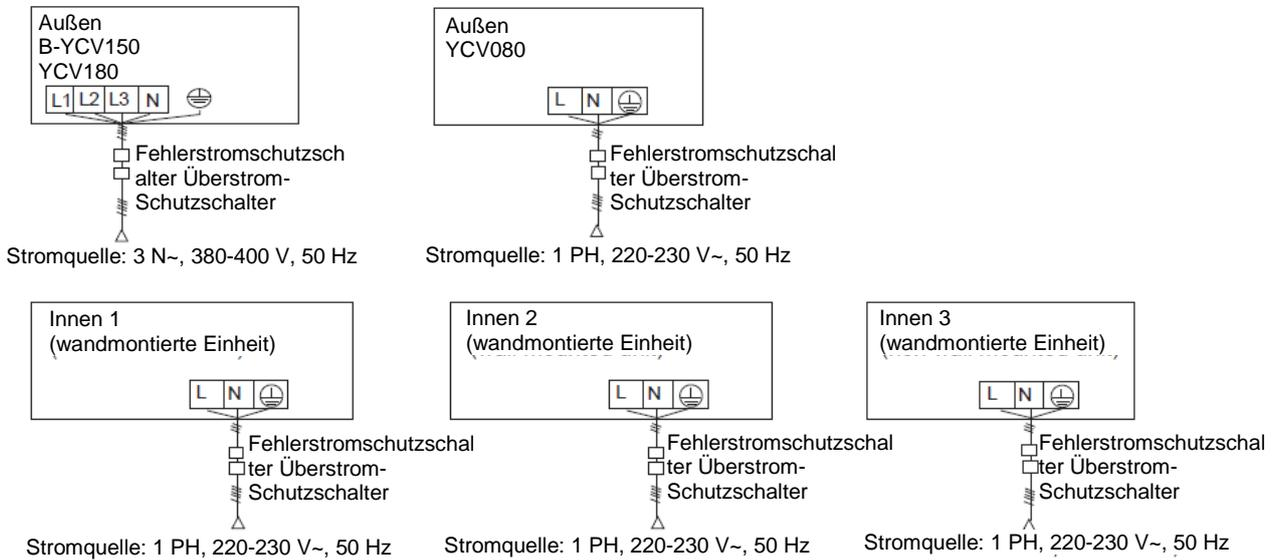 Außen
B-YCV150
YCV180
L1 L2 L3 N
Fehlerstromschutzsch
alter Überstrom-
Schutzschalter
Stromquelle: 3 N~, 380-400 V, 50 Hz
Außen
YCV080
L N
Fehlerstromschutzschal
ter Überstrom-
Schutzschalter
Stromquelle: 1 PH, 220-230 V~, 50 Hz
Innen 1
(wandmontierte Einheit)
L N
Fehlerstromschutzschal
ter Überstrom-
Schutzschalter
Stromquelle: 1 PH, 220-230 V~, 50 Hz
Innen 2
(wandmontierte Einheit)
L N
Fehlerstromschutzschal
ter Überstrom-
Schutzschalter
Stromquelle: 1 PH, 220-230 V~, 50 Hz
Innen 3
(wandmontierte Einheit)
L N
Fehlerstromschutzschal
ter Überstrom-
Schutzschalter
Stromquelle: 1 PH, 220-230 V~, 50 Hz